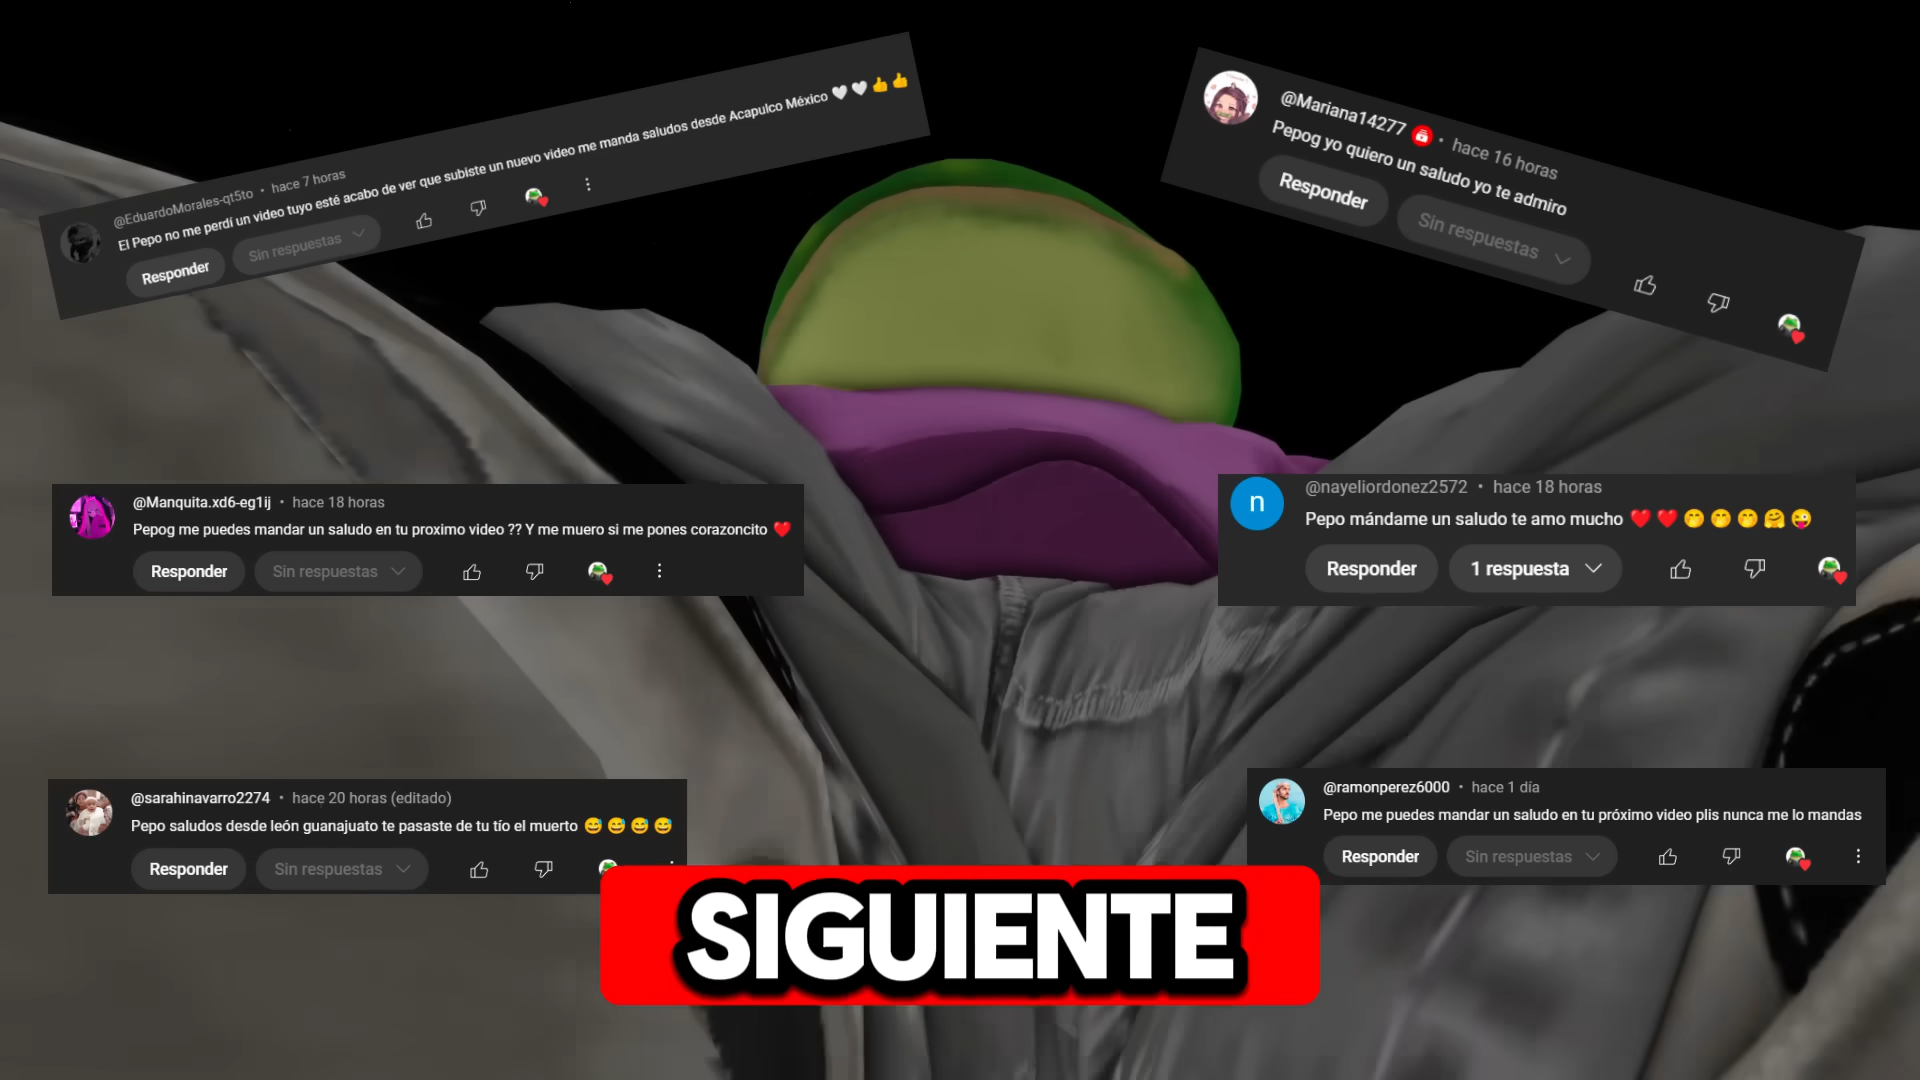 @EduardoMorales-qt5to • hace 7 horas
El Pepo no me perdí un video tuyo esté acabo de ver que subiste un nuevo video me manda saludos desde Acapulco México 🤍🤍👍👍
Responder Sin respuestas
@Mariana14277 • hace 16 horas
Pepog yo quiero un saludo yo te admiro
Responder Sin respuestas
@Manquita.xd6-eg1ij • hace 18 horas
Pepog me puedes mandar un saludo en tu proximo video ?? Y me muero si me pones corazoncito ❤️
Responder Sin respuestas
n
@nayeliordonez2572 • hace 18 horas
Pepo mándame un saludo te amo mucho ❤️❤️🤭🤭🤭🤗😜
Responder 1 respuesta
@sarahinavarro2274 • hace 20 horas (editado)
Pepo saludos desde león guanajuato te pasaste de tu tío el muerto 😅😅😅😅
Responder Sin respuestas
@ramonperez6000 • hace 1 día
Pepo me puedes mandar un saludo en tu próximo video plis nunca me lo mandas
Responder Sin respuestas
SIGUIENTE